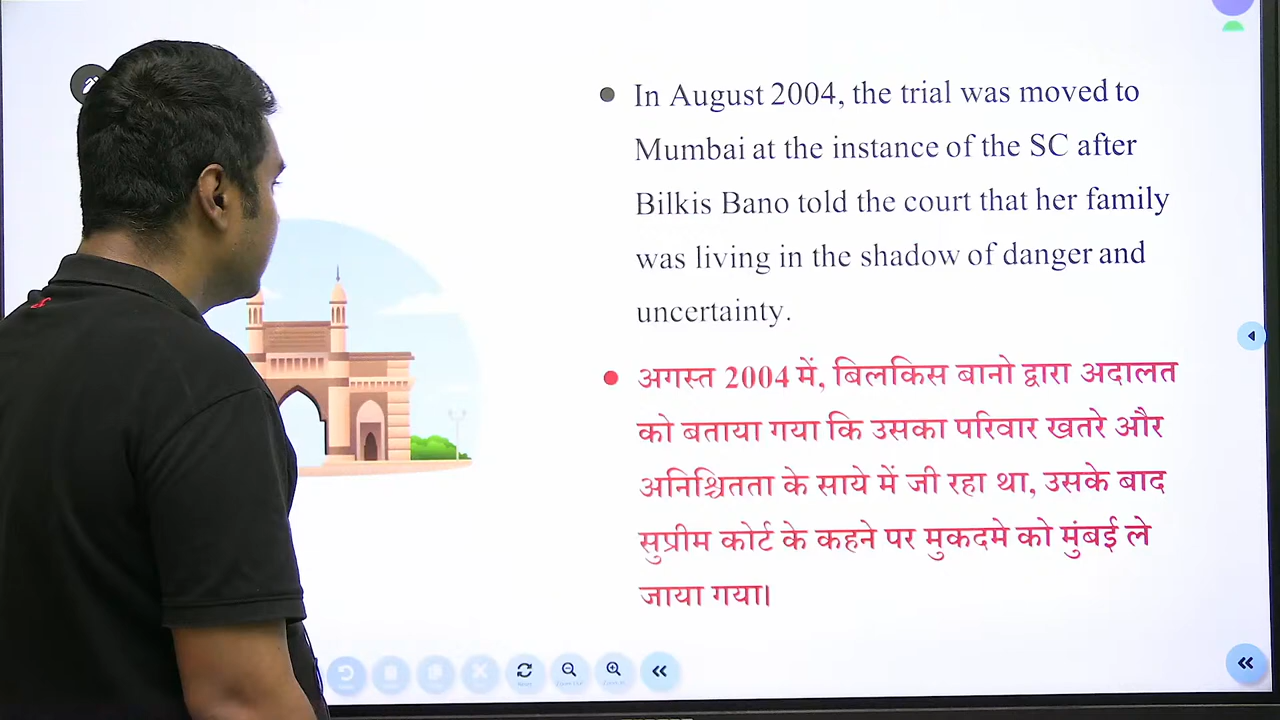 In August 2004, the trial was moved to
Mumbai at the instance of the SC after
Bilkis Bano told the court that her family
was living in the shadow of danger and
uncertainty.
अगस्त 2004 में, बिलकिस बानो द्वारा अदालत
को बताया गया कि उसका परिवार खतरे और
अनिश्चितता के साये में जी रहा था, उसके बाद
सुप्रीम कोर्ट के कहने पर मुकदमे को मुंबई ले
जाया गया।